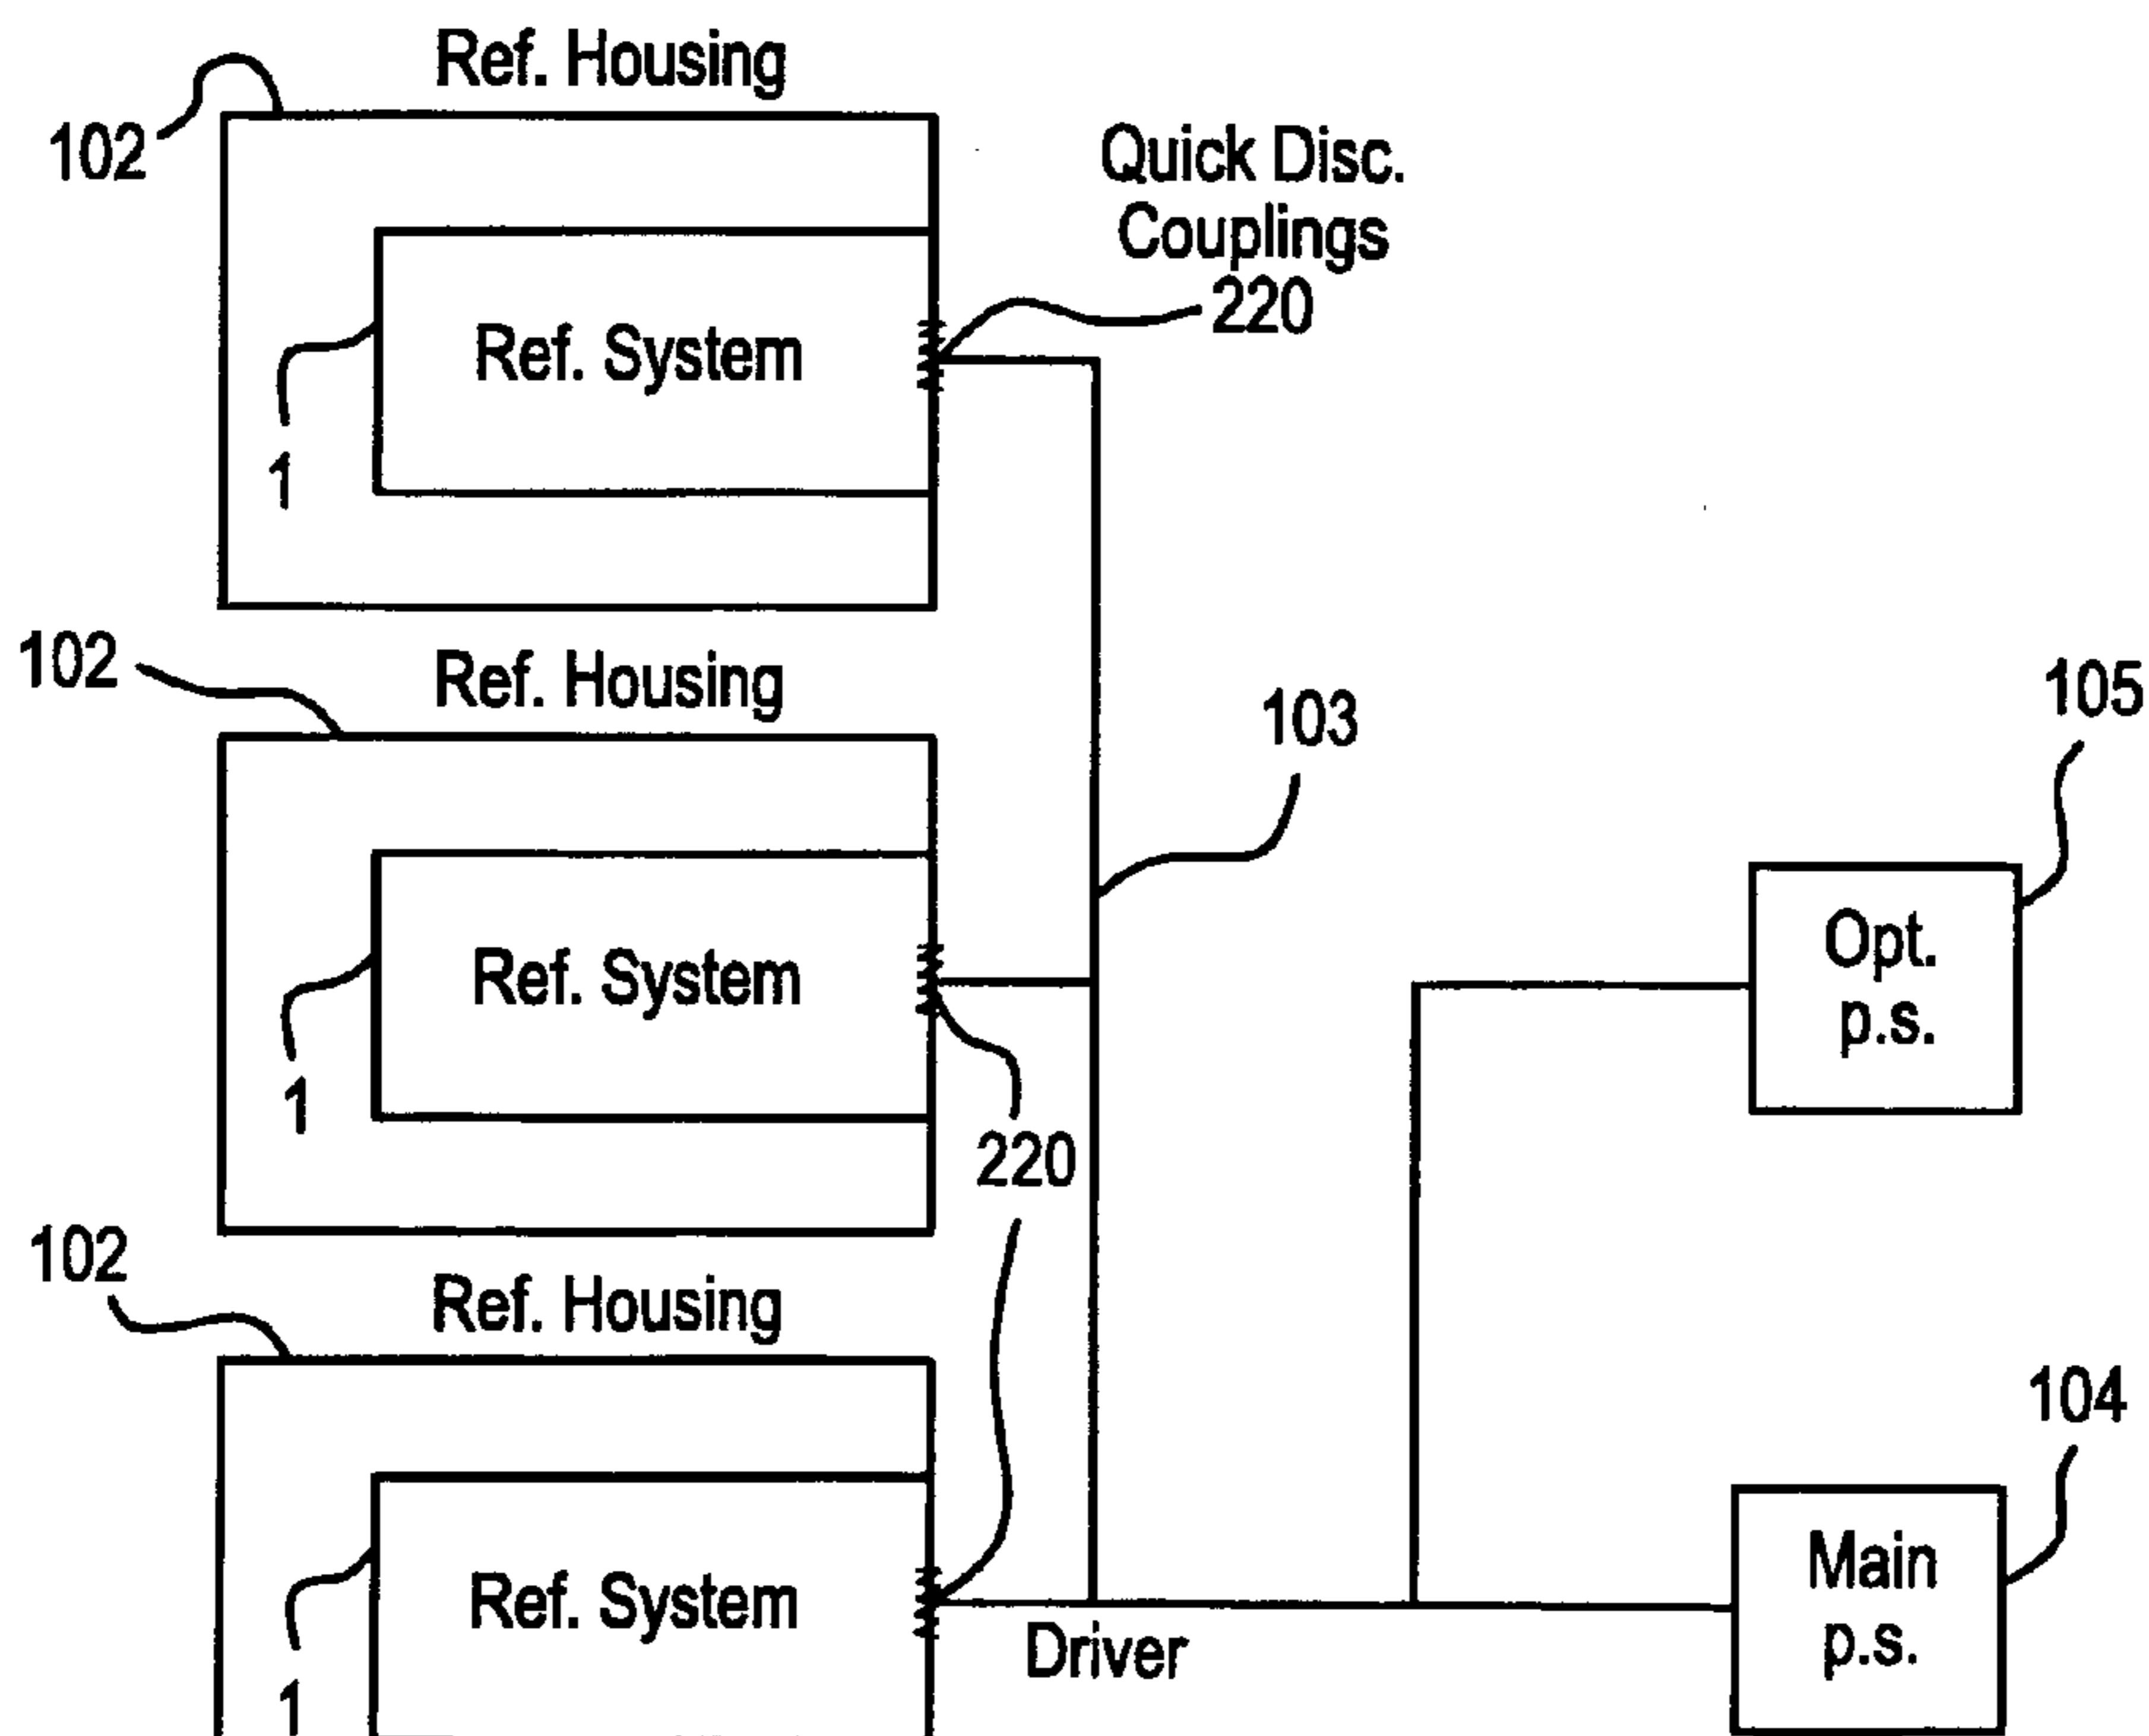 Ref. Housing
102
Quick Disc.
Couplings
220
Ref. System
1
102
Ref. Housing
103
105
Ref. System
Opt.
p.s.
1
220
102
Ref. Housing
104
Ref. System
Main
p.s.
Driver
1